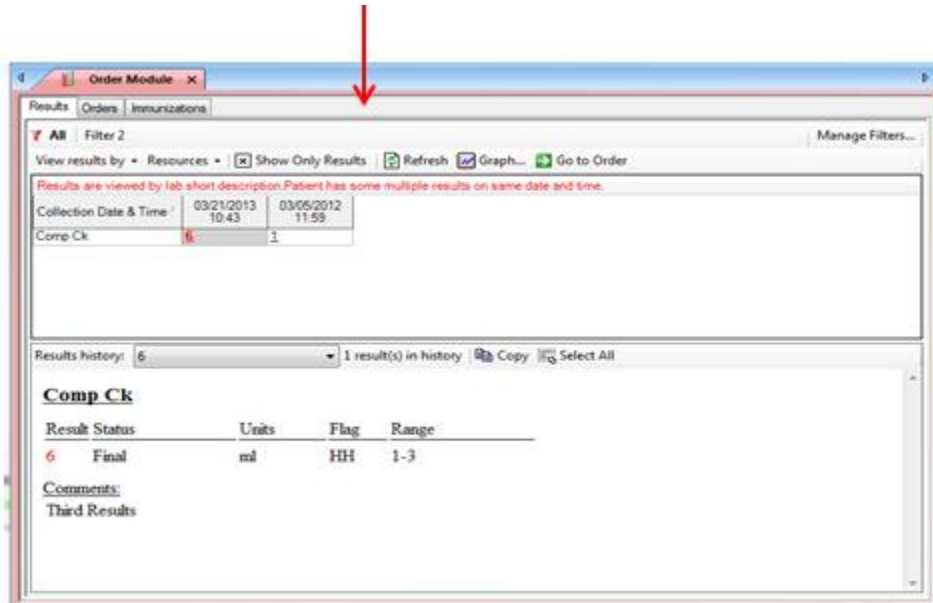 Order Module
Results Orders Immunizations
All Filter 2 Manage Filters...
View results by Resources Show Only Results Refresh Graph... Go to Order
Results are viewed by lab short description.Patient has some multiple results on same date and time.
Collection Date & Time 03/21/2013 10:43 03/05/2012 11:59
Comp Ck 6 1
Results history: 6 1 result(s) in history Copy Select All
Comp Ck
Result Status Units Flag Range
6 Final ml HH 1-3
Comments:
Third Results